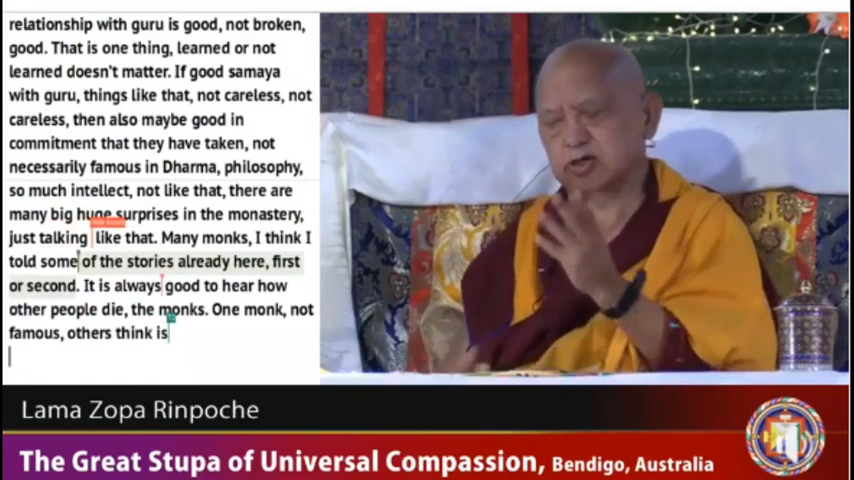 relationship with guru is good, not broken,
good. That is one thing, learned or not
learned doesn't matter. If good samaya
with guru, things like that, not careless, not
careless, then also maybe good in
commitment that they have taken, not
necessarily famous in Dharma, philosophy,
so much intellect, not like that, there are
many big huge surprises in the monastery,
just talking like that. Many monks, I think I
told some of the stories already here, first
or second. It is always good to hear how
other people die, the monks. One monk, not
famous, others think is
Lama Zopa Rinpoche
The Great Stupa of Universal Compassion, Bendigo, Australia